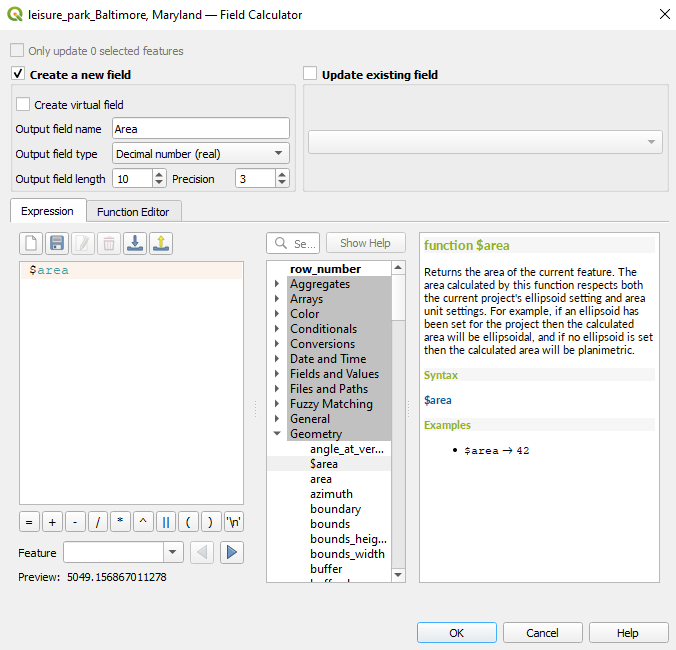 leisure_park_Baltimore, Maryland — Field Calculator
Only update 0 selected features
Create a new field
Update existing field
Create virtual field
Output field name Area
Output field type Decimal number (real)
Output field length 10 Precision 3
Expression Function Editor
Se... Show Help
$area
row_number
Aggregates
Arrays
Color
Conditionals
Conversions
Date and Time
Fields and Values
Files and Paths
Fuzzy Matching
General
Geometry
angle_at_ver...
$area
area
azimuth
boundary
bounds
bounds_heig...
bounds_width
buffer
function $area
Returns the area of the current feature. The
area calculated by this function respects both
the current project's ellipsoid setting and area
unit settings. For example, if an ellipsoid has
been set for the project then the calculated
area will be ellipsoidal, and if no ellipsoid is set
then the calculated area will be planimetric.
Syntax
$area
Examples
• $area → 42
= + - / * ^ || ( ) '\n'
Feature
Preview: 5049.156867011278
OK Cancel Help